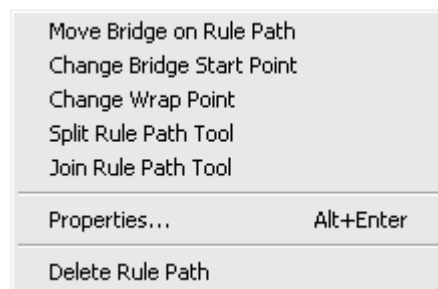 Move Bridge on Rule Path
Change Bridge Start Point
Change Wrap Point
Split Rule Path Tool
Join Rule Path Tool
Properties... Alt+Enter
Delete Rule Path